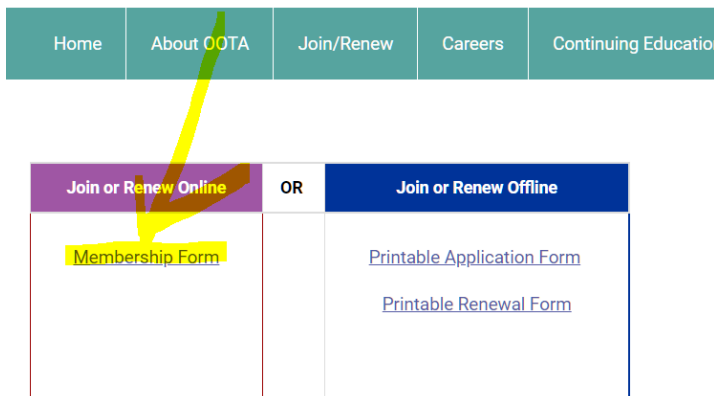 Home About OOTA Join/Renew Careers Continuing Educatio
Join or Renew Online OR Join or Renew Offline
Membership Form Printable Application Form
Printable Renewal Form